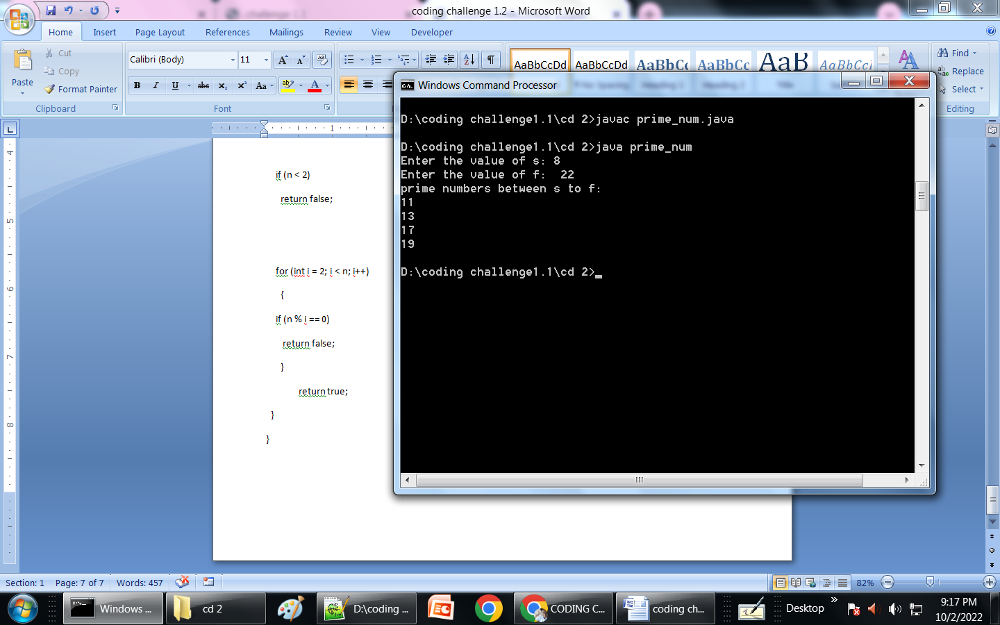 coding challenge 1.2 - Microsoft Word
Home Insert Page Layout References Mailings Review View Developer
Cut
Copy
Format Painter
Paste
Clipboard
Calibri (Body) 11
B I U abc x₂ x² Aa
Font
AaBbCcDd AaBbCcDd AaBbCc AaBbCc AaB AaBbCcI
Find
Replace
Select
Editing
if (n < 2)
return false;
for (int i = 2; i < n; i++)
{
if (n % i == 0)
return false;
}
return true;
}
}
Windows Command Processor
D:\coding challenge1.1\cd 2>javac prime_num.java
D:\coding challenge1.1\cd 2>java prime_num
Enter the value of s: 8
Enter the value of f:  22
prime numbers between s to f:
11
13
17
19
D:\coding challenge1.1\cd 2>
Section: 1 Page: 7 of 7 Words: 457 82%
Windows ... cd 2 D:\coding ... CODING C... coding ch... Desktop
9:17 PM
10/2/2022